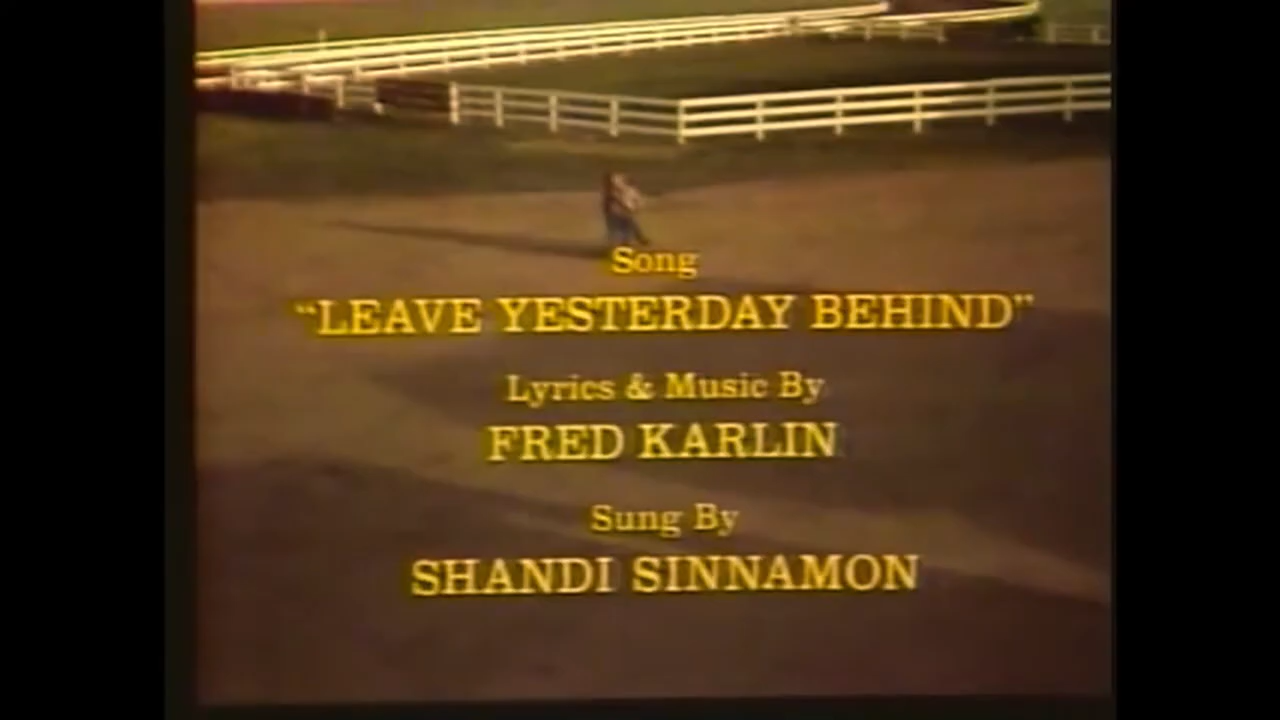 Song
"LEAVE YESTERDAY BEHIND"
Lyrics & Music By
FRED KARLIN
Sung By
SHANDI SINNAMON